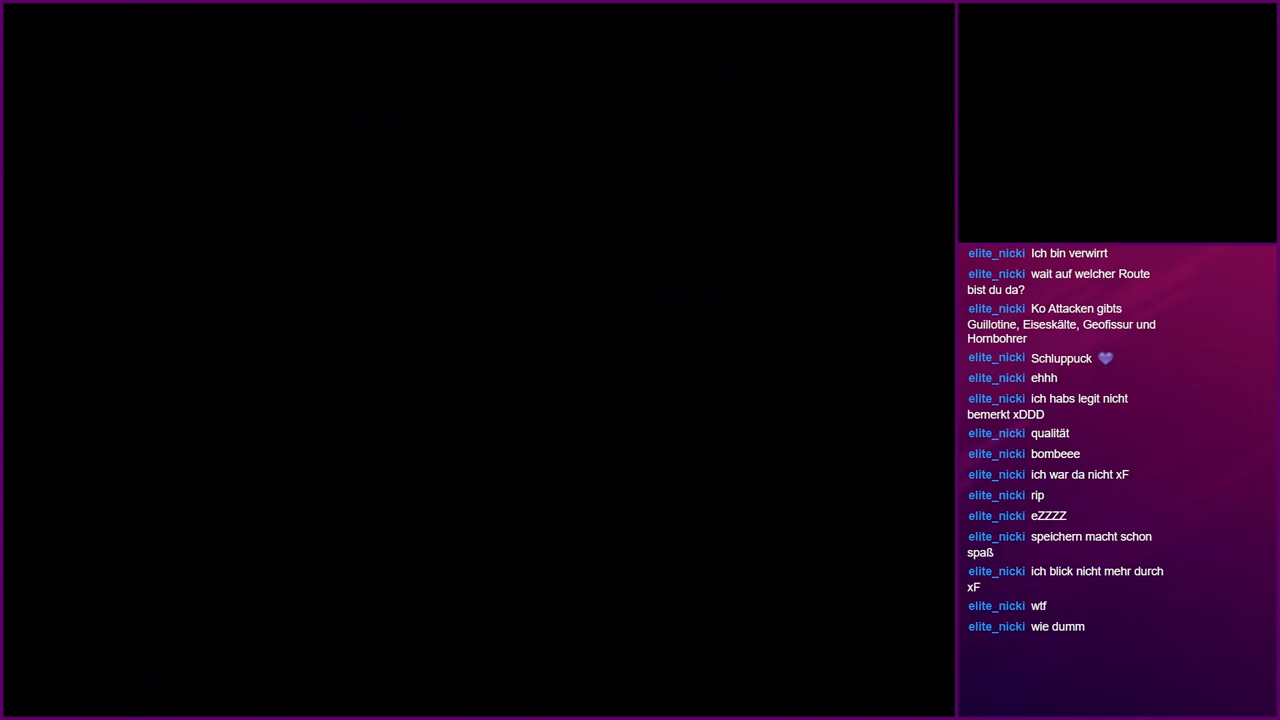 elite_nicki Ich bin verwirrt
elite_nicki wait auf welcher Route
bist du da?
elite_nicki Ko Attacken gibts
Guillotine, Eiseskälte, Geofissur und
Hornbohrer
elite_nicki Schluppuck
elite_nicki ehhh
elite_nicki ich habs legit nicht
bemerkt xDDD
elite_nicki qualität
elite_nicki bombeee
elite_nicki ich war da nicht xF
elite_nicki rip
elite_nicki eZZZZ
elite_nicki speichern macht schon
spaß
elite_nicki ich blick nicht mehr durch
xF
elite_nicki wtf
elite_nicki wie dumm